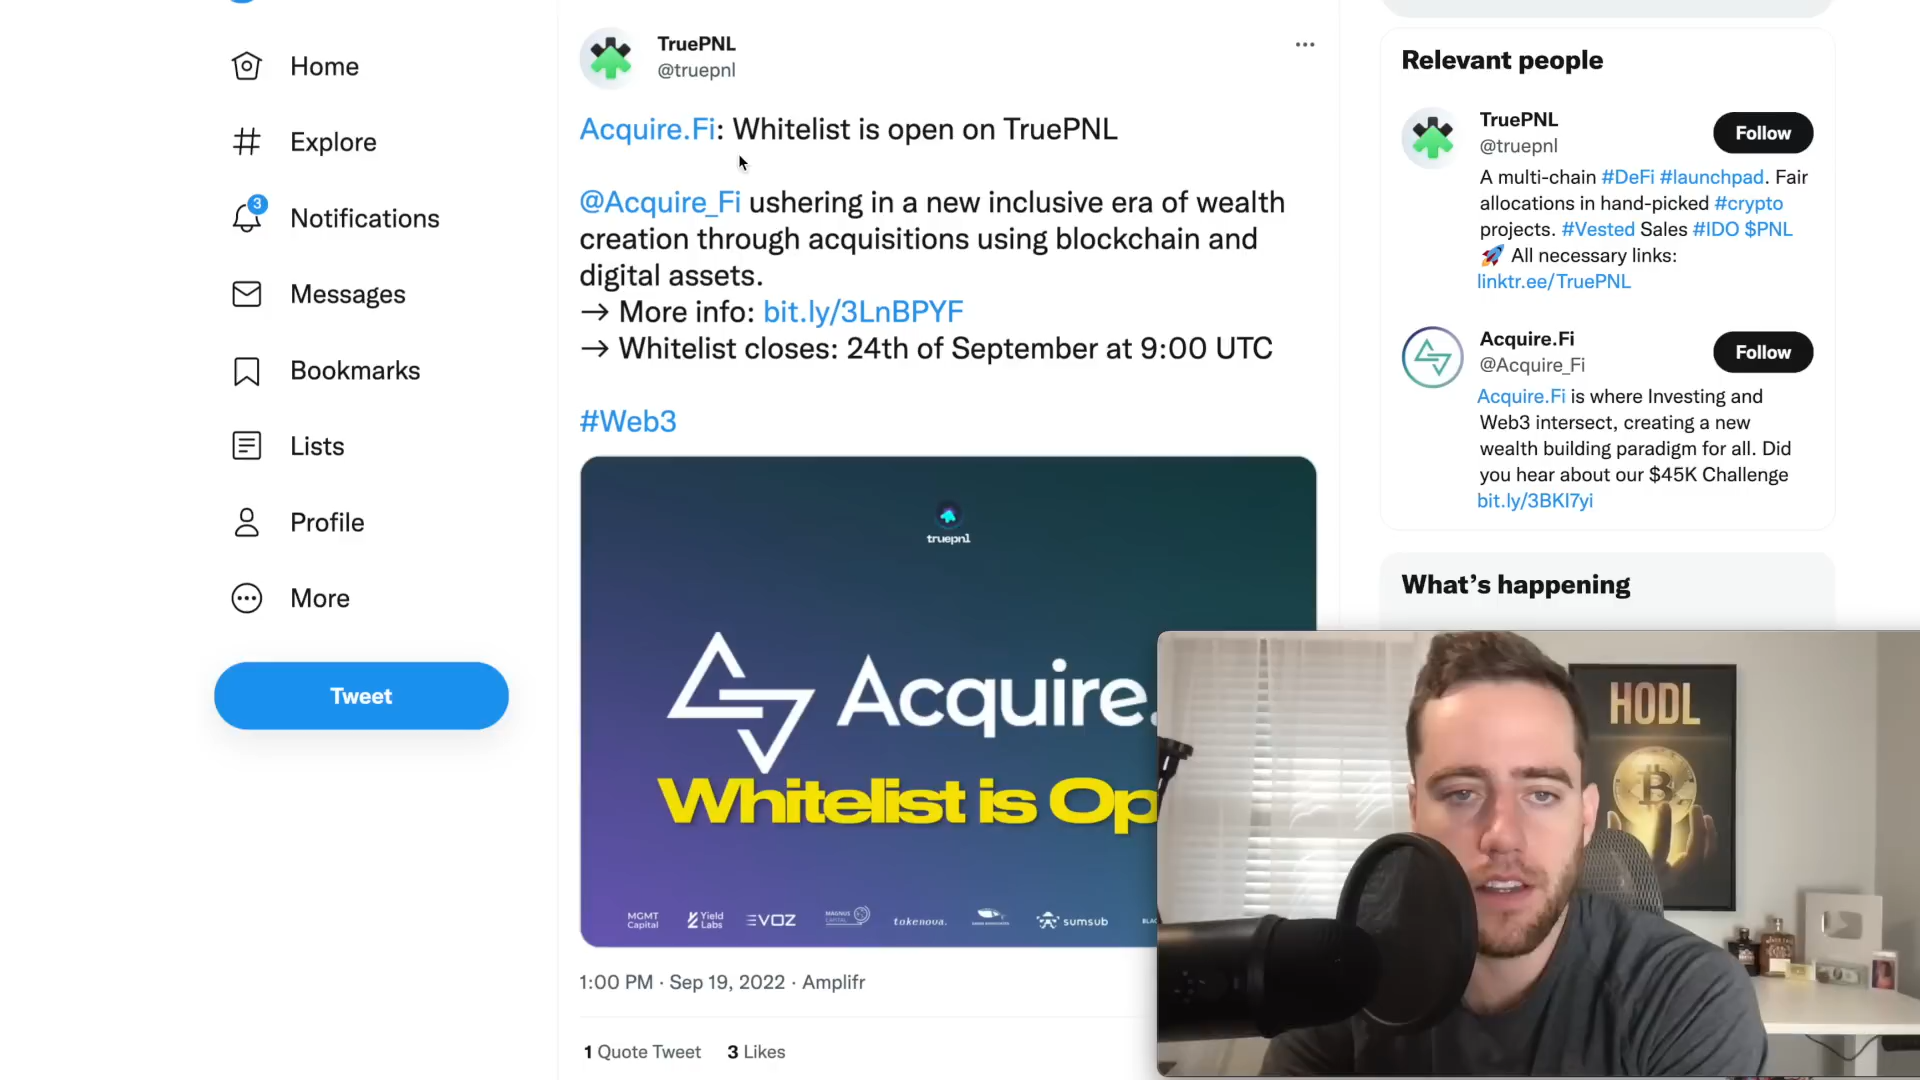 Home
Explore
3
Notifications
Messages
Bookmarks
Lists
Profile
More
Tweet
TruePNL
@truepnl
Acquire.Fi: Whitelist is open on TruePNL
@Acquire_Fi ushering in a new inclusive era of wealth
creation through acquisitions using blockchain and
digital assets.
→ More info: bit.ly/3LnBPYF
→ Whitelist closes: 24th of September at 9:00 UTC
#Web3
truepnl
Acquire.
Whitelist is Op
MGMT
Capital
Yield
Labs
EVOZ
MAGNUS
CAPITAL
tokenova.
sumsub
1:00 PM · Sep 19, 2022 · Amplifr
1 Quote Tweet 3 Likes
Relevant people
TruePNL
@truepnl
Follow
A multi-chain #DeFi #launchpad. Fair
allocations in hand-picked #crypto
projects. #Vested Sales #IDO $PNL
🚀 All necessary links:
linktr.ee/TruePNL
Acquire.Fi
@Acquire_Fi
Follow
Acquire.Fi is where Investing and
Web3 intersect, creating a new
wealth building paradigm for all. Did
you hear about our $45K Challenge
bit.ly/3BKI7yi
What's happening
HODL